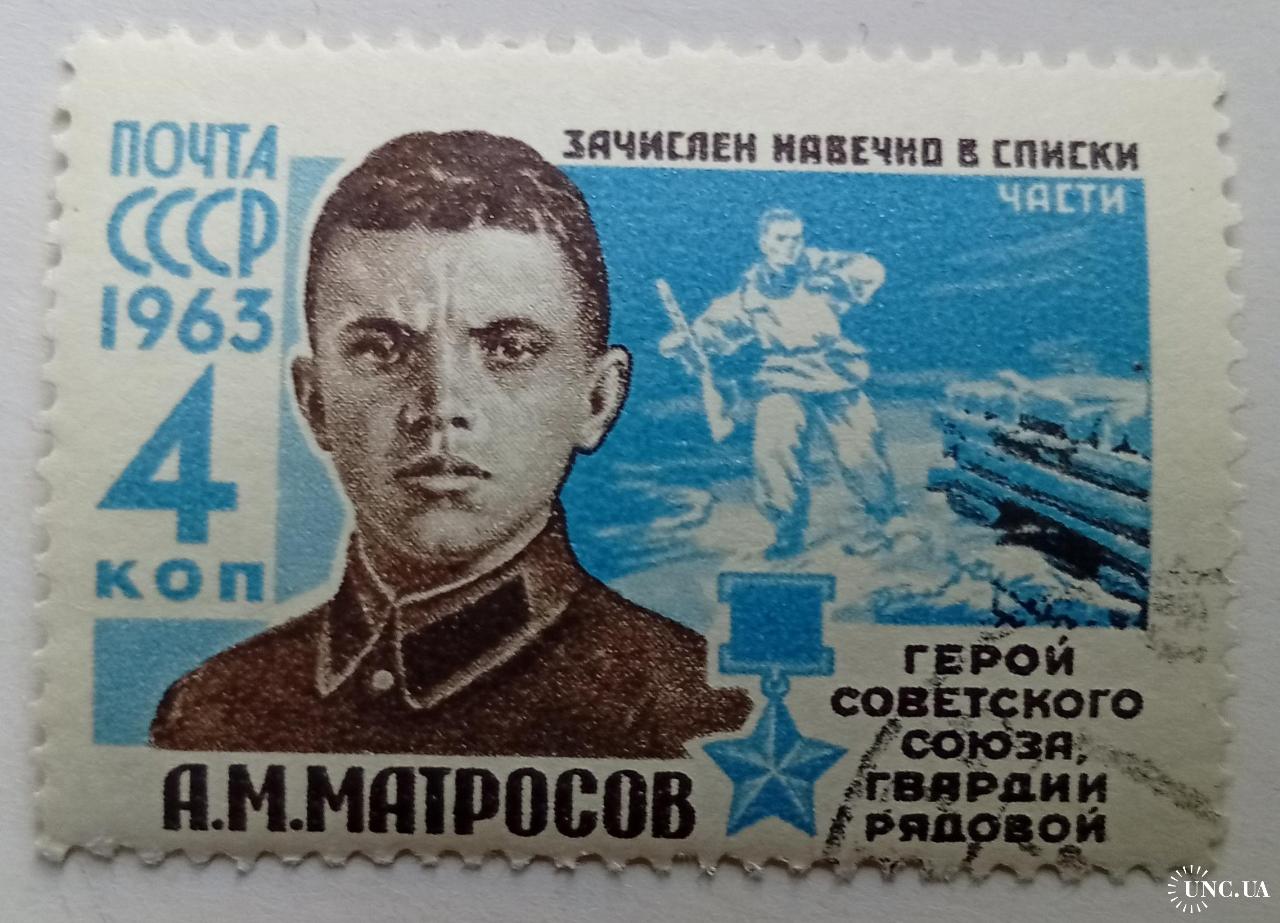 ПОЧТА
СССР
1963
4
КОП
ЗАЧИСЛЕН НАВЕЧНО В СПИСКИ
ЧАСТИ
ГЕРОЙ
СОВЕТСКОГО
СОЮЗА,
ГВАРДИИ
РЯДОВОЙ
А.М.МАТРОСОВ
UNC.UA